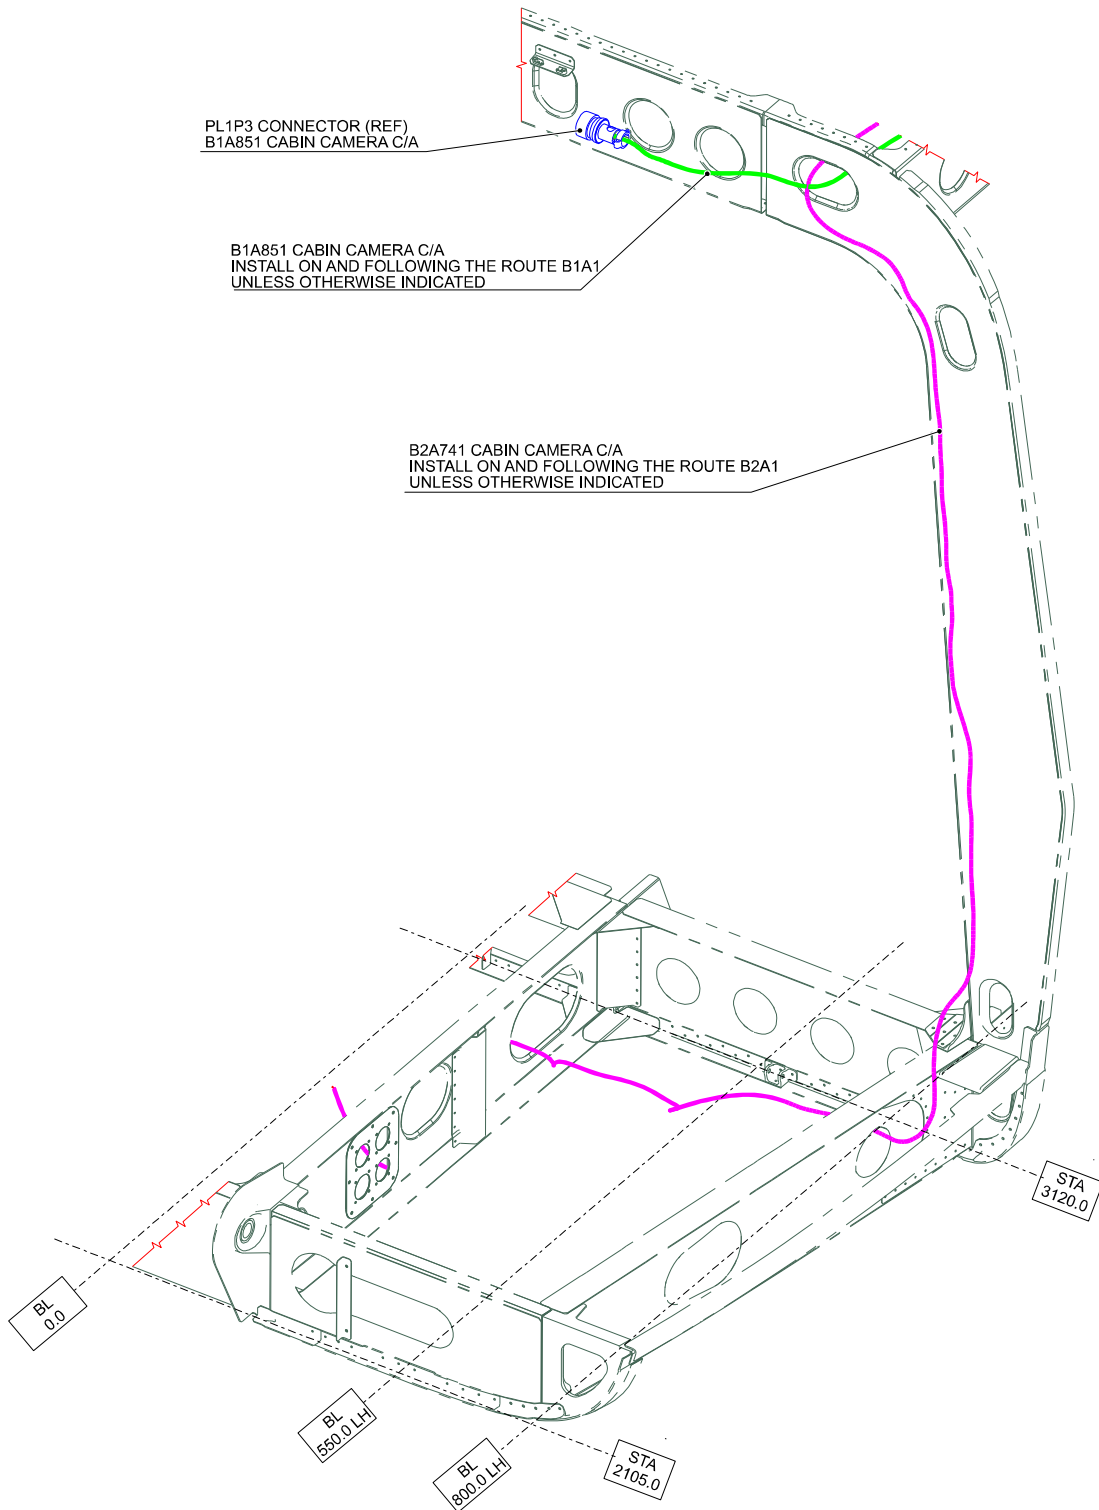 PL1P3 CONNECTOR (REF)
B1A851 CABIN CAMERA C/A
B1A851 CABIN CAMERA C/A
INSTALL ON AND FOLLOWING THE ROUTE B1A1
UNLESS OTHERWISE INDICATED
B2A741 CABIN CAMERA C/A
INSTALL ON AND FOLLOWING THE ROUTE B2A1
UNLESS OTHERWISE INDICATED
STA
3120.0
BL
0.0
BL
550.0 LH
BL
800.0 LH
STA
2105.0